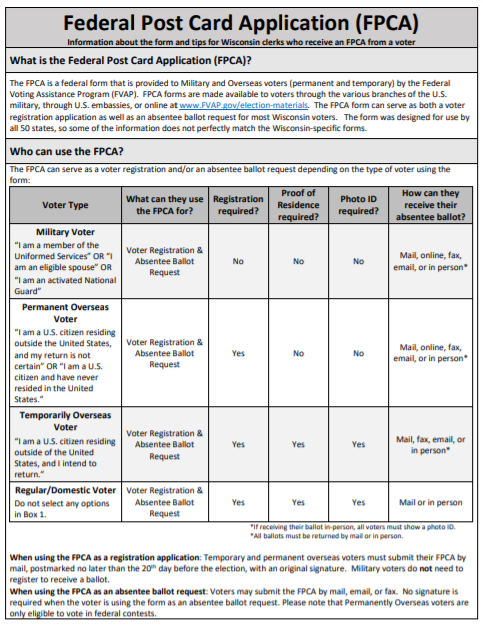 Federal Post Card Application (FPCA)
Information about the form and tips for Wisconsin clerks who receive an FPCA from a voter
What is the Federal Post Card Application (FPCA)?
The FPCA is a federal form that is provided to Military and Overseas voters (permanent and temporary) by the Federal
Voting Assistance Program (FVAP). FPCA forms are made available to voters through the various branches of the U.S.
military, through U.S. embassies, or online at www.FVAP.gov/election-materials. The FPCA form can serve as both a voter
registration application as well as an absentee ballot request for most Wisconsin voters. The form was designed for use by
all 50 states, so some of the information does not perfectly match the Wisconsin-specific forms.
Who can use the FPCA?
The FPCA can serve as a voter registration and/or an absentee ballot request depending on the type of voter using the
form:
Voter Type
What can they use
the FPCA for?
Registration
required?
Proof of
Residence
required?
Photo ID
required?
How can they
receive their
absentee ballot?
Military Voter
"I am a member of the
Uniformed Services" OR "I
am an eligible spouse" OR
"I am an activated National
Guard"
Voter Registration &
Absentee Ballot
Request
No
No
No
Mail, online, fax,
email, or in person*
Permanent Overseas
Voter
"I am a U.S. citizen residing
outside the United States,
and my return is not
certain" OR "I am a U.S.
citizen and have never
resided in the United
States."
Voter Registration &
Absentee Ballot
Request
Yes
No
No
Mail, online, fax,
email, or in person*
Temporarily Overseas
Voter
"I am a U.S. citizen residing
outside of the United
States, and I intend to
return."
Voter Registration &
Absentee Ballot
Request
Yes
Yes
Yes
Mail, fax, email, or
in person*
Regular/Domestic Voter
Do not select any options
in Box 1.
Voter Registration &
Absentee Ballot
Request
Yes
Yes
Yes
Mail or in person
*If receiving their ballot in-person, all voters must show a photo ID.
*All ballots must be returned by mail or in person.
When using the FPCA as a registration application: Temporary and permanent overseas voters must submit their FPCA by
mail, postmarked no later than the 20th day before the election, with an original signature. Military voters do not need to
register to receive a ballot.
When using the FPCA as an absentee ballot request: Voters may submit the FPCA by mail, email, or fax. No signature is
required when the voter is using the form as an absentee ballot request. Please note that Permanently Overseas voters are
only eligible to vote in federal contests.